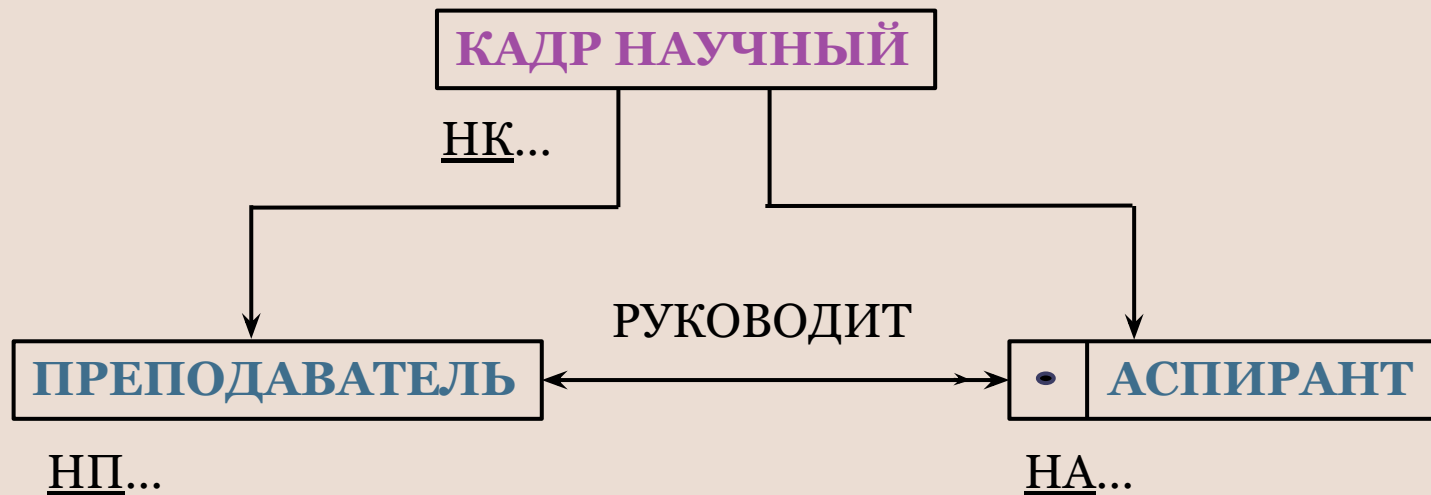 КАДР НАУЧНЫЙ
НК...
РУКОВОДИТ
ПРЕПОДАВАТЕЛЬ
АСПИРАНТ
НП...
НА...